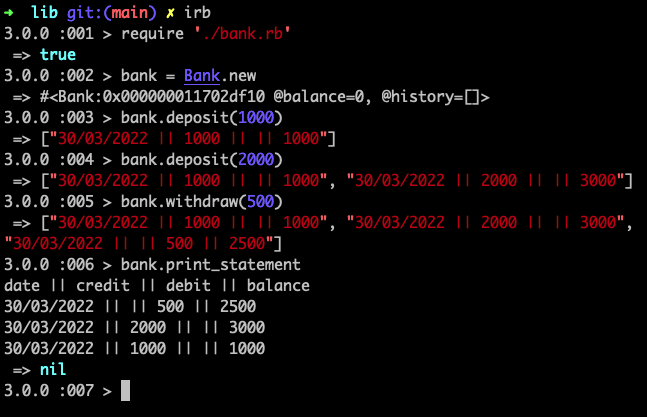 ➜ lib git:(main) ✗ irb
3.0.0 :001 > require './bank.rb'
 => true
3.0.0 :002 > bank = Bank.new
 => #<Bank:0x000000011702df10 @balance=0, @history=[]>
3.0.0 :003 > bank.deposit(1000)
 => ["30/03/2022 || 1000 || || 1000"]
3.0.0 :004 > bank.deposit(2000)
 => ["30/03/2022 || 1000 || || 1000", "30/03/2022 || 2000 || || 3000"]
3.0.0 :005 > bank.withdraw(500)
 => ["30/03/2022 || 1000 || || 1000", "30/03/2022 || 2000 || || 3000",
"30/03/2022 || || 500 || 2500"]
3.0.0 :006 > bank.print_statement
date || credit || debit || balance
30/03/2022 || || 500 || 2500
30/03/2022 || 2000 || || 3000
30/03/2022 || 1000 || || 1000
 => nil
3.0.0 :007 >